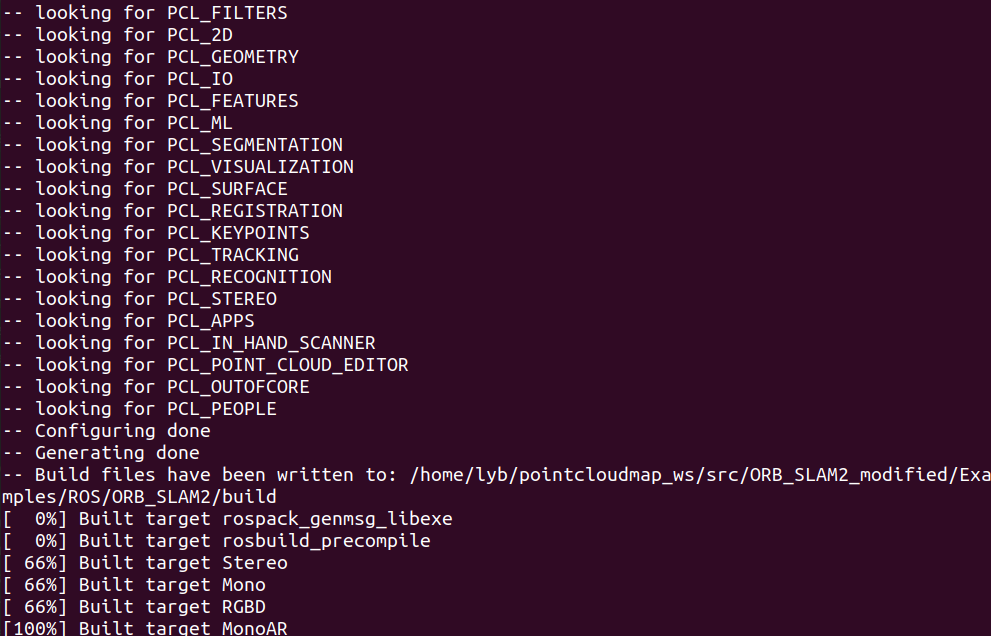 -- looking for PCL_FILTERS
-- looking for PCL_2D
-- looking for PCL_GEOMETRY
-- looking for PCL_IO
-- looking for PCL_FEATURES
-- looking for PCL_ML
-- looking for PCL_SEGMENTATION
-- looking for PCL_VISUALIZATION
-- looking for PCL_SURFACE
-- looking for PCL_REGISTRATION
-- looking for PCL_KEYPOINTS
-- looking for PCL_TRACKING
-- looking for PCL_RECOGNITION
-- looking for PCL_STEREO
-- looking for PCL_APPS
-- looking for PCL_IN_HAND_SCANNER
-- looking for PCL_POINT_CLOUD_EDITOR
-- looking for PCL_OUTOFCORE
-- looking for PCL_PEOPLE
-- Configuring done
-- Generating done
-- Build files have been written to: /home/lyb/pointcloudmap_ws/src/ORB_SLAM2_modified/Exa
mples/ROS/ORB_SLAM2/build
[  0%] Built target rospack_genmsg_libexe
[  0%] Built target rosbuild_precompile
[ 66%] Built target Stereo
[ 66%] Built target Mono
[ 66%] Built target RGBD
[100%] Built target MonoAR